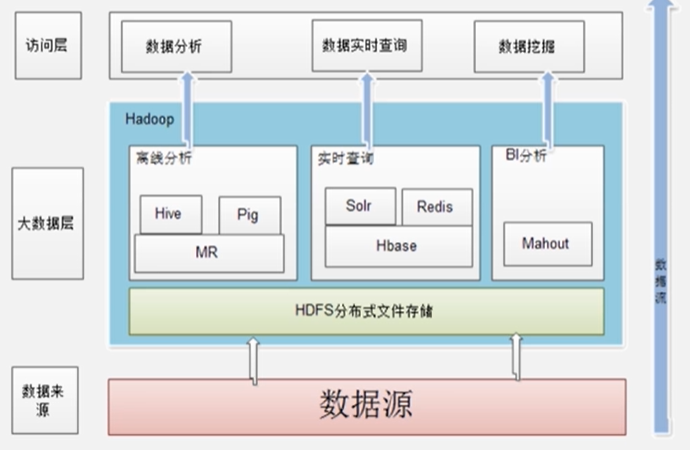 访问层
数据分析
数据实时查询
数据挖掘
Hadoop
离线分析
实时查询
BI分析
大数据层
Hive
Pig
MR
Solr
Redis
Hbase
Mahout
HDFS分布式文件存储
数据流
数据来
源
数据源